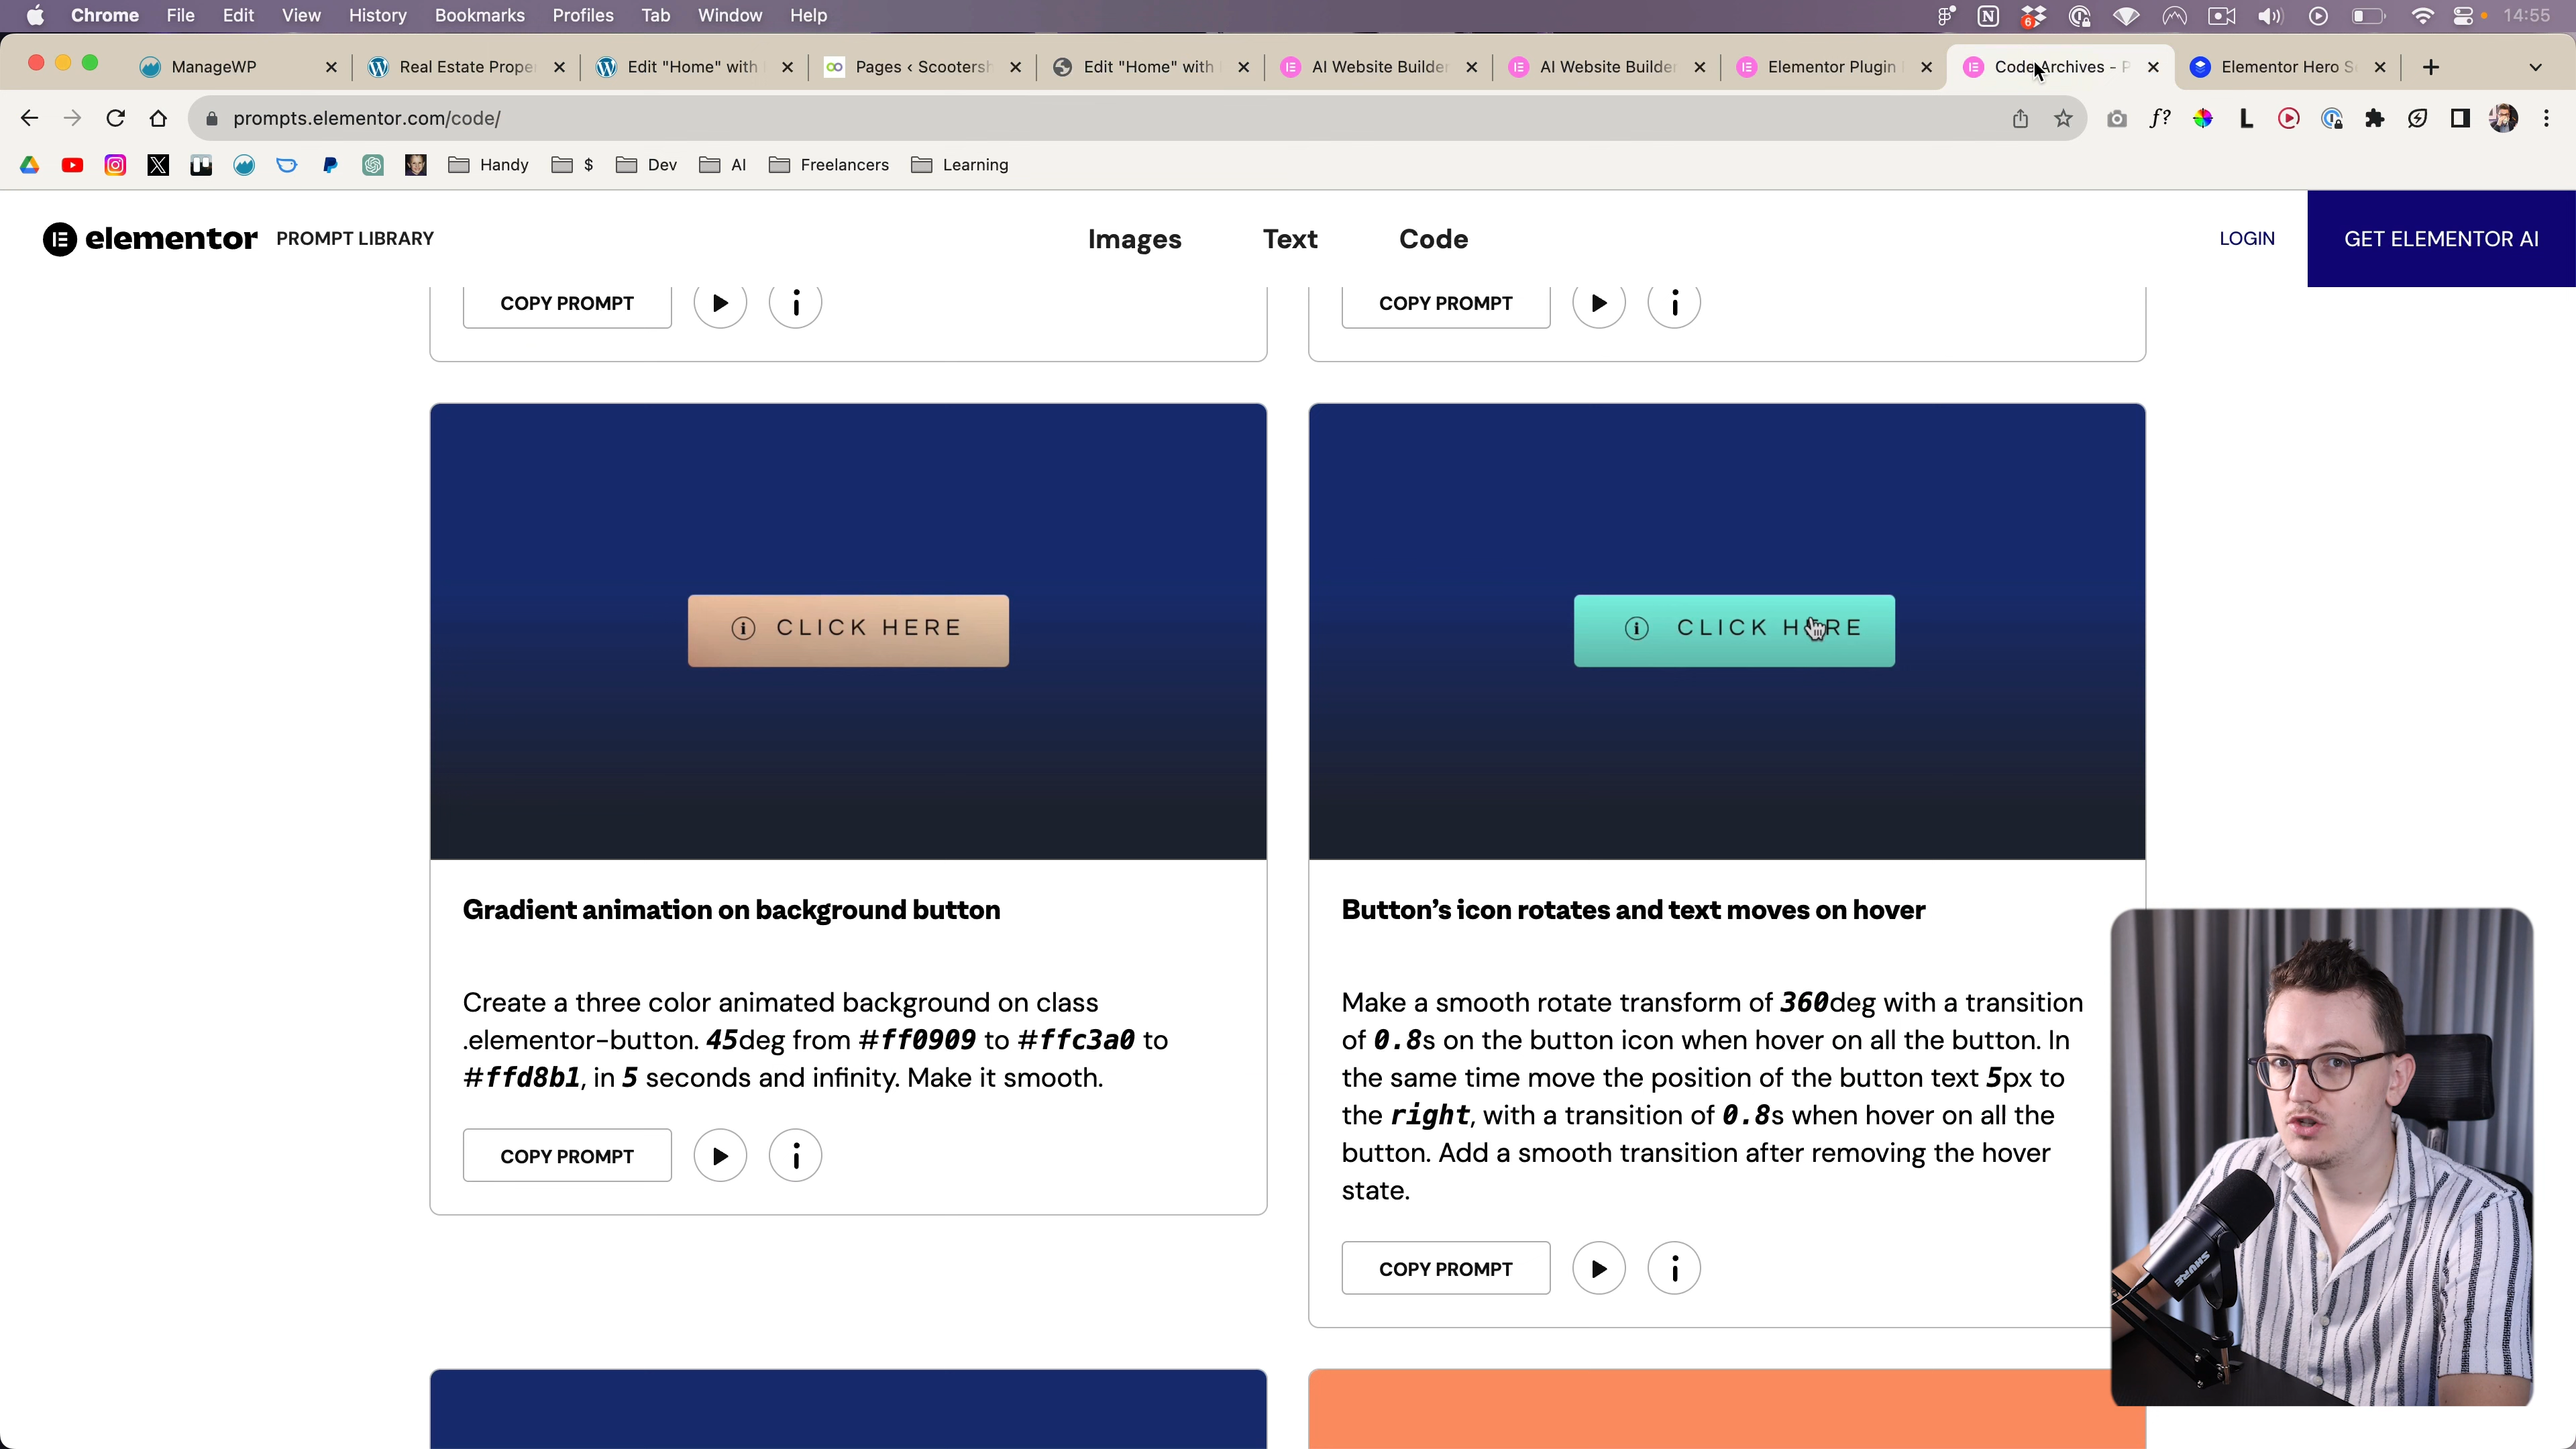 Chrome File Edit View History Bookmarks Profiles Tab Window Help 6 14:55
ManageWP Real Estate Prope Edit "Home" with Pages ‹ Scootersh Edit "Home" with AI Website Builder AI Website Builder Elementor Plugin Code Archives - P Elementor Hero S
prompts.elementor.com/code/ f? L
Handy $ Dev AI Freelancers Learning
elementor PROMPT LIBRARY Images Text Code LOGIN GET ELEMENTOR AI
COPY PROMPT
COPY PROMPT
CLICK HERE
Gradient animation on background button
Create a three color animated background on class
.elementor-button. 45deg from #ff0909 to #ffc3a0 to
#ffd8b1, in 5 seconds and infinity. Make it smooth.
COPY PROMPT
CLICK HERE
Button's icon rotates and text moves on hover
Make a smooth rotate transform of 360deg with a transition
of 0.8s on the button icon when hover on all the button. In
the same time move the position of the button text 5px to
the right, with a transition of 0.8s when hover on all the
button. Add a smooth transition after removing the hover
state.
COPY PROMPT
SHURE